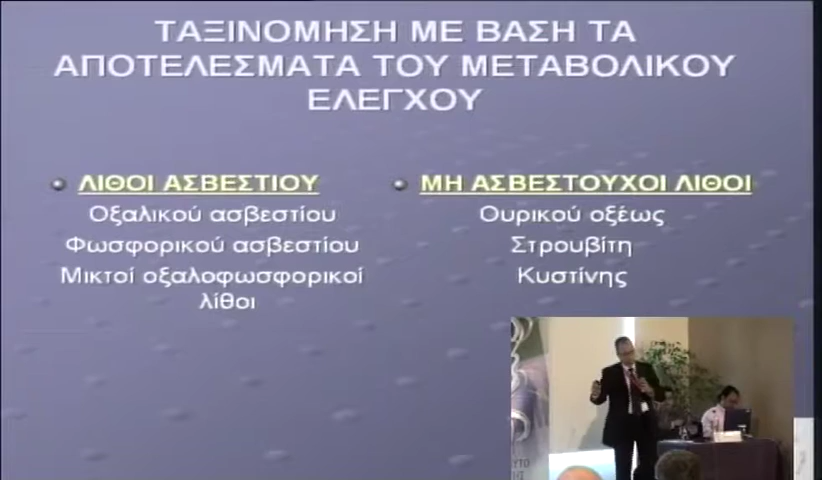 ΤΑΞΙΝΟΜΗΣΗ ΜΕ ΒΑΣΗ ΤΑ
ΑΠΟΤΕΛΕΣΜΑΤΑ ΤΟΥ ΜΕΤΑΒΟΛΙΚΟΥ
ΕΛΕΓΧΟΥ
ΛΙΘΟΙ ΑΣΒΕΣΤΙΟΥ
Οξαλικού ασβεστίου
Φωσφορικού ασβεστίου
Μικτοί οξαλοφωσφορικοί
λίθοι
ΜΗ ΑΣΒΕΣΤΟΥΧΟΙ ΛΙΘΟΙ
Ουρικού οξέως
Στρουβίτη
Κυστίνης